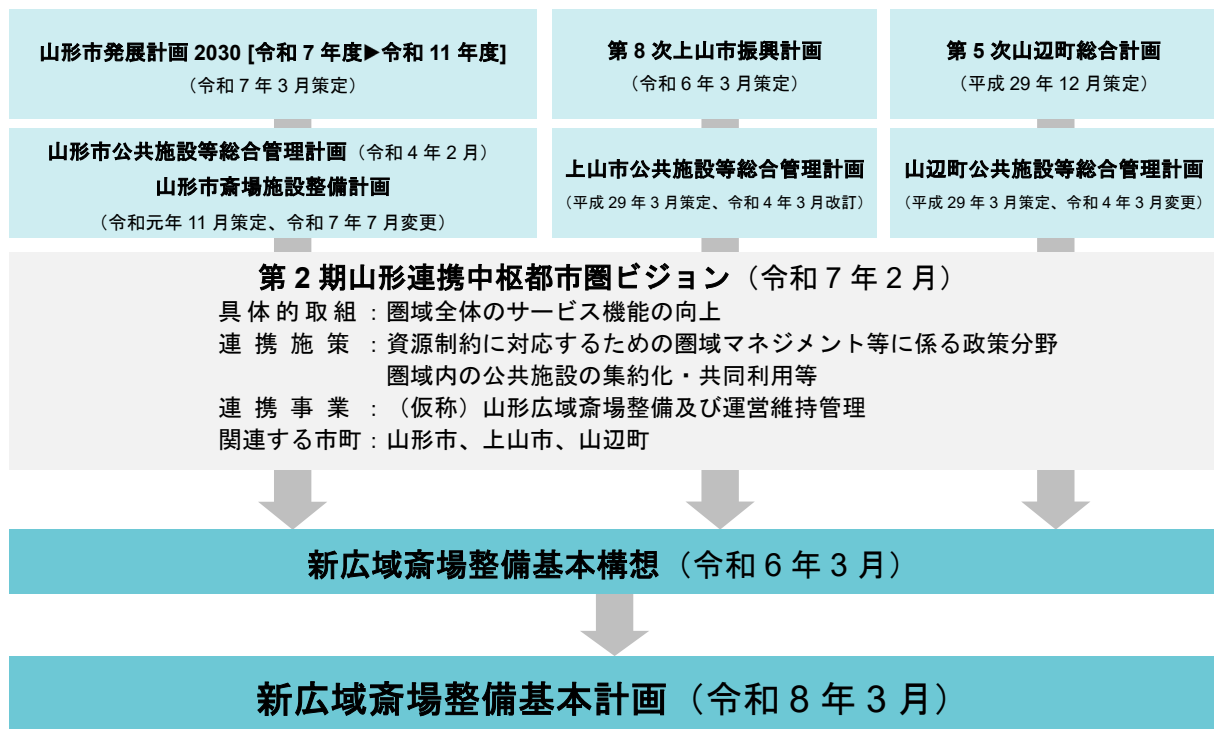 山形市発展計画 2030 [令和 7 年度▶令和 11 年度]
（令和 7 年 3 月策定）
第 8 次上山市振興計画
（令和 6 年 3 月策定）
第 5 次山辺町総合計画
（平成 29 年 12 月策定）
山形市公共施設等総合管理計画（令和 4 年 2 月）
山形市斎場施設整備計画
（令和元年 11 月策定、令和 7 年 7 月変更）
上山市公共施設等総合管理計画
（平成 29 年 3 月策定、令和 4 年 3 月改訂）
山辺町公共施設等総合管理計画
（平成 29 年 3 月策定、令和 4 年 3 月変更）
第 2 期山形連携中枢都市圏ビジョン（令和 7 年 2 月）
具体的取組：圏域全体のサービス機能の向上
連携施策：資源制約に対応するための圏域マネジメント等に係る政策分野
圏域内の公共施設の集約化・共同利用等
連携事業：（仮称）山形広域斎場整備及び運営維持管理
関連する市町：山形市、上山市、山辺町
新広域斎場整備基本構想（令和 6 年 3 月）
新広域斎場整備基本計画（令和 8 年 3 月）